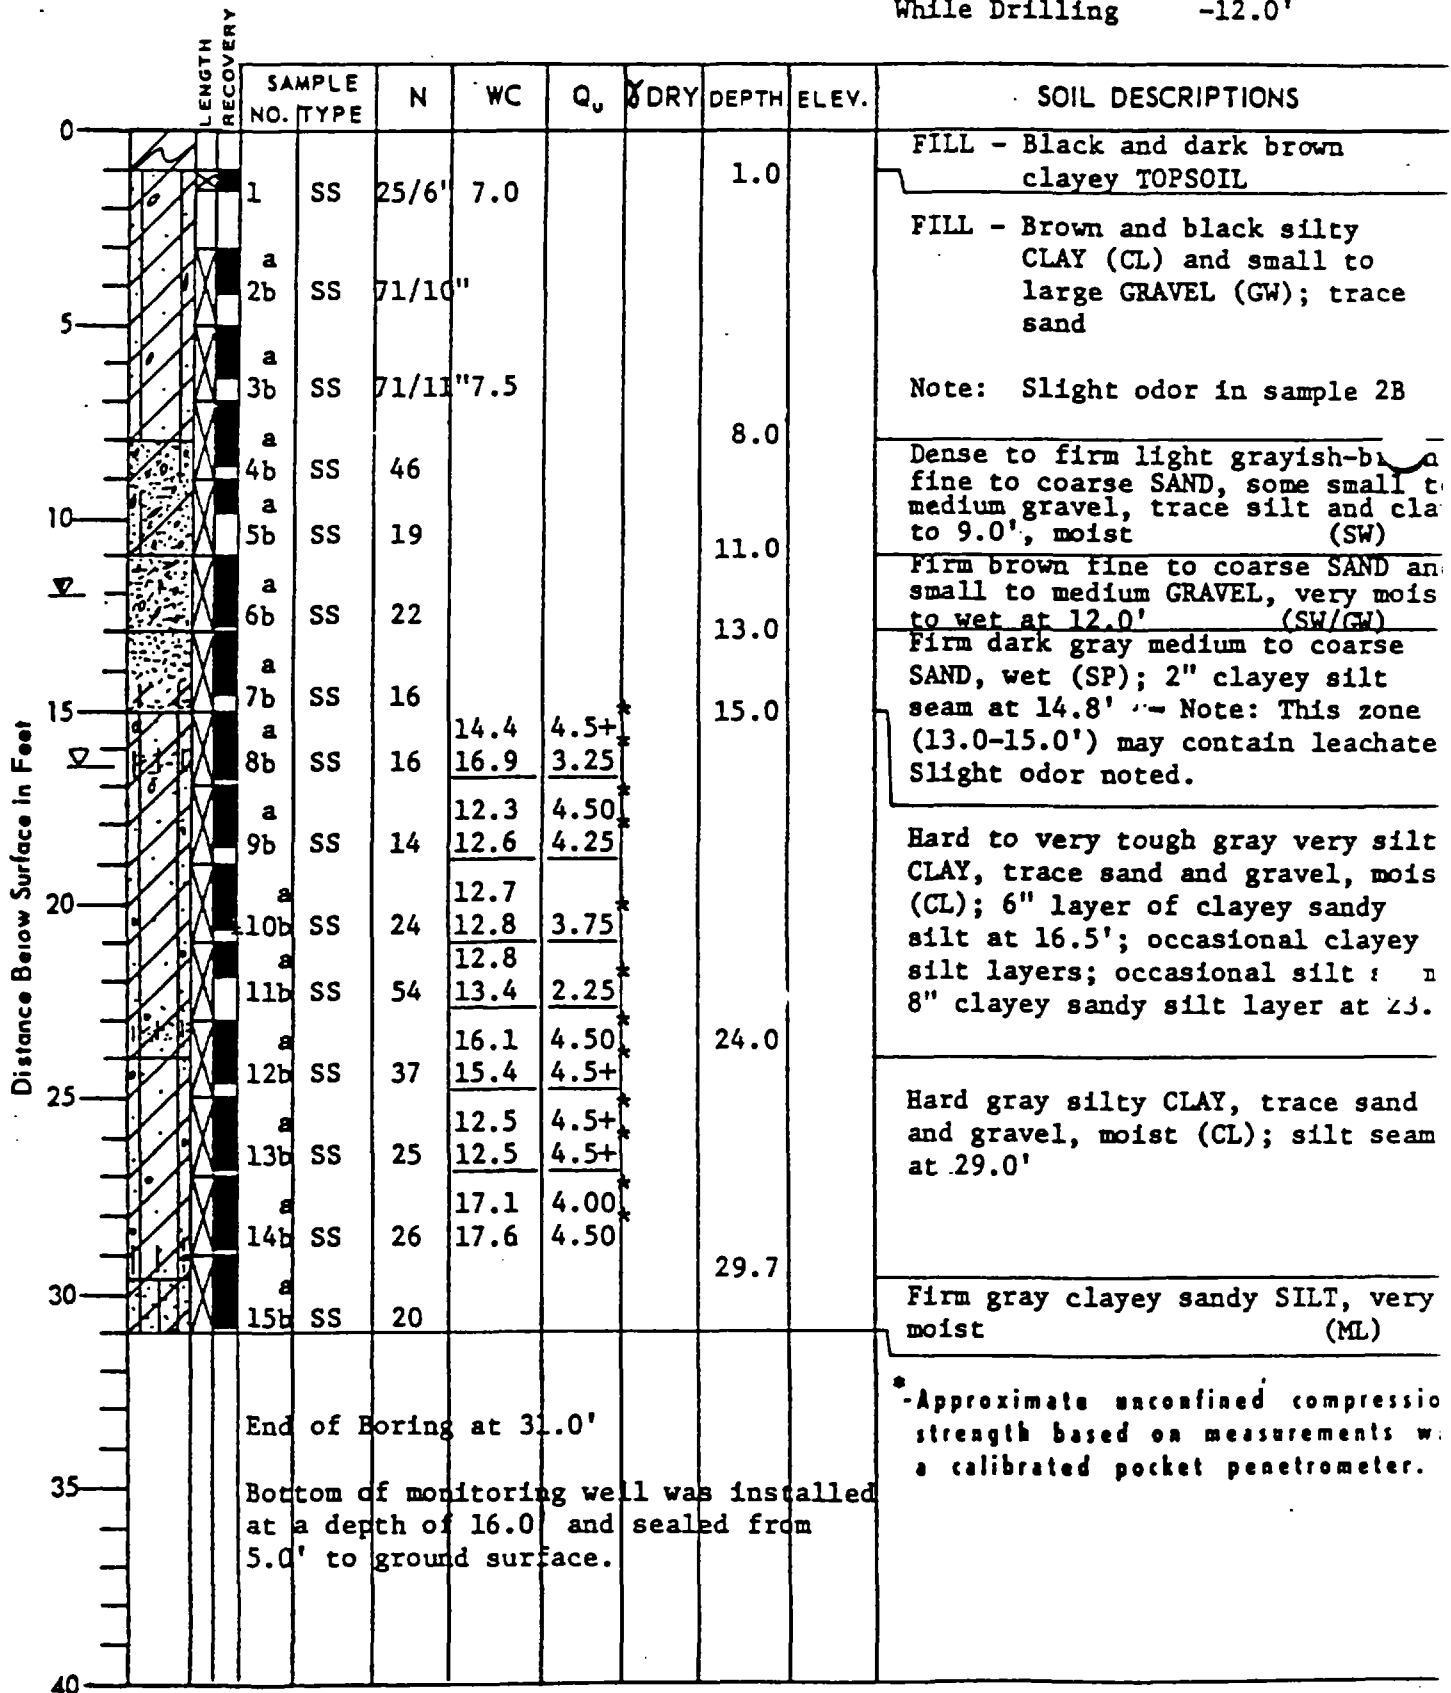 While Drilling -12.0'
LENGTH
RECOVERY
SAMPLE
NO. TYPE N WC Qu ɣ DRY DEPTH ELEV. SOIL DESCRIPTIONS
0
FILL - Black and dark brown
clayey TOPSOIL
1.0
1 SS 25/6" 7.0
FILL - Brown and black silty
CLAY (CL) and small to
large GRAVEL (GW); trace
sand
a
2b SS 71/10"
5
a
3b SS 71/11" 7.5
Note: Slight odor in sample 2B
8.0
a
4b SS 46
Dense to firm light grayish-
fine to coarse SAND, some small
medium gravel, trace silt and
to 9.0', moist (SW)
a
10
5b SS 19
11.0
Firm brown fine to coarse SAND
small to medium GRAVEL, very
to wet at 12.0' (SW/GW)
a
6b SS 22
13.0
Firm dark gray medium to coarse
SAND, wet (SP); 2" clayey silt
seam at 14.8' - Note: This zone
(13.0-15.0') may contain leachate
Slight odor noted.
a
7b SS 16
15
15.0
a 14.4 4.5+*
8b SS 16 16.9 3.25*
a 12.3 4.50*
9b SS 14 12.6 4.25*
Hard to very tough gray very
CLAY, trace sand and gravel,
(CL); 6" layer of clayey sandy
silt at 16.5'; occasional clayey
silt layers; occasional silt
8" clayey sandy silt layer at
a 12.7
20
10b SS 24 12.8 3.75*
a 12.8
11b SS 54 13.4 2.25*
a 16.1 4.50*
12b SS 37 15.4 4.5+*
24.0
25
Hard gray silty CLAY, trace sand
and gravel, moist (CL); silt seam
at 29.0'
a 12.5 4.5+*
13b SS 25 12.5 4.5+*
a 17.1 4.00*
14b SS 26 17.6 4.50*
29.7
a
30
15b SS 20
Firm gray clayey sandy SILT, very
moist (ML)
*-Approximate unconfined
strength based on measurements
a calibrated pocket penetrometer.
End of Boring at 31.0'
35
Bottom of monitoring well was installed
at a depth of 16.0' and sealed from
5.0' to ground surface.
40
Distance Below Surface in Feet